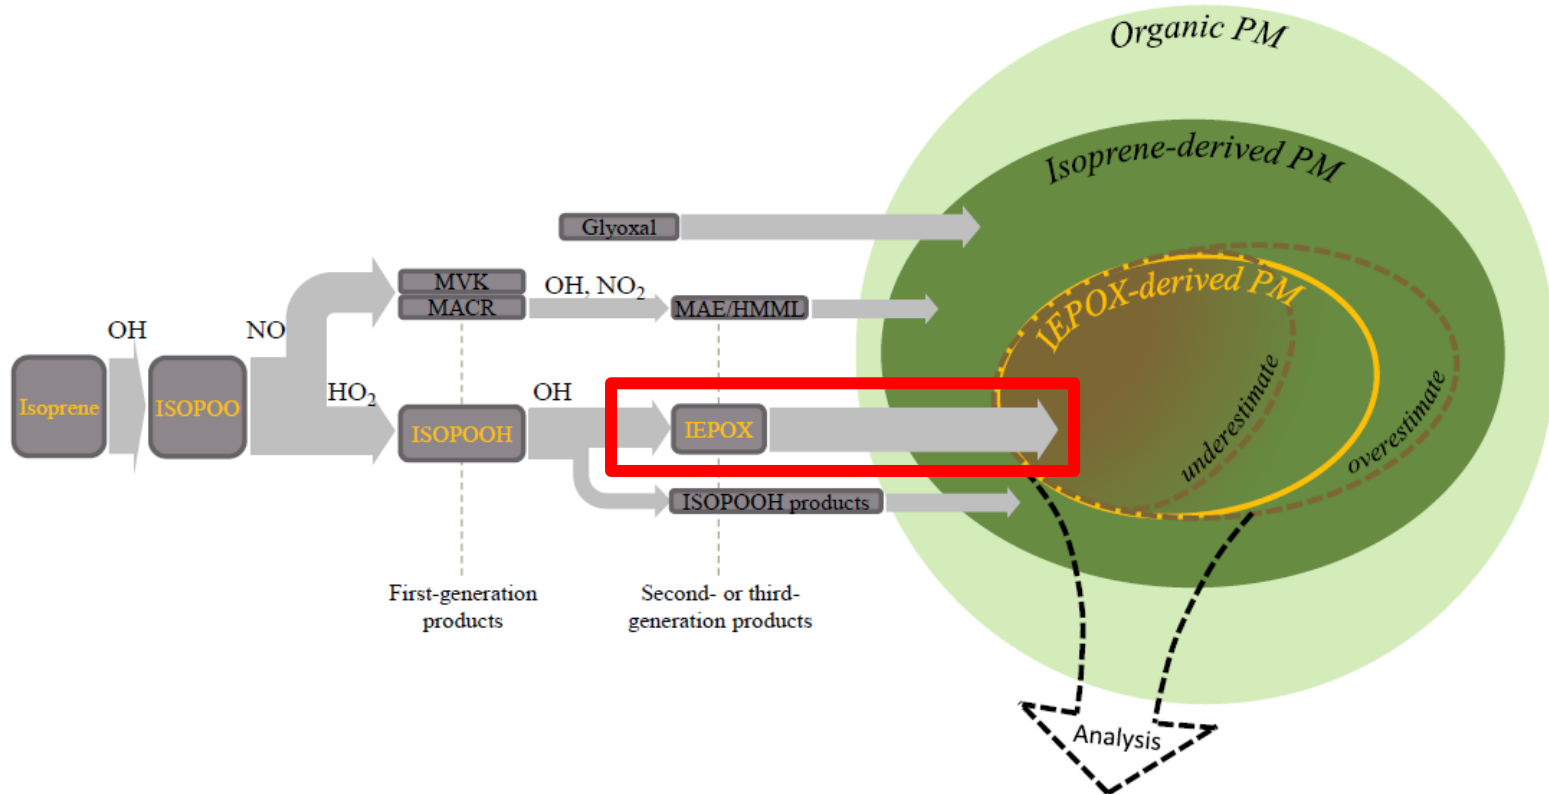 Organic PM
Isoprene-derived PM
Glyoxal
IEPOX-derived PM
MVK
MACR
OH, NO₂
MAE/HMML
OH
NO
Isoprene
ISOPOO
HO₂
ISOPOOH
OH
IEPOX
underestimate
overestimate
ISOPOOH products
First-generation
products
Second- or third-
generation products
Analysis